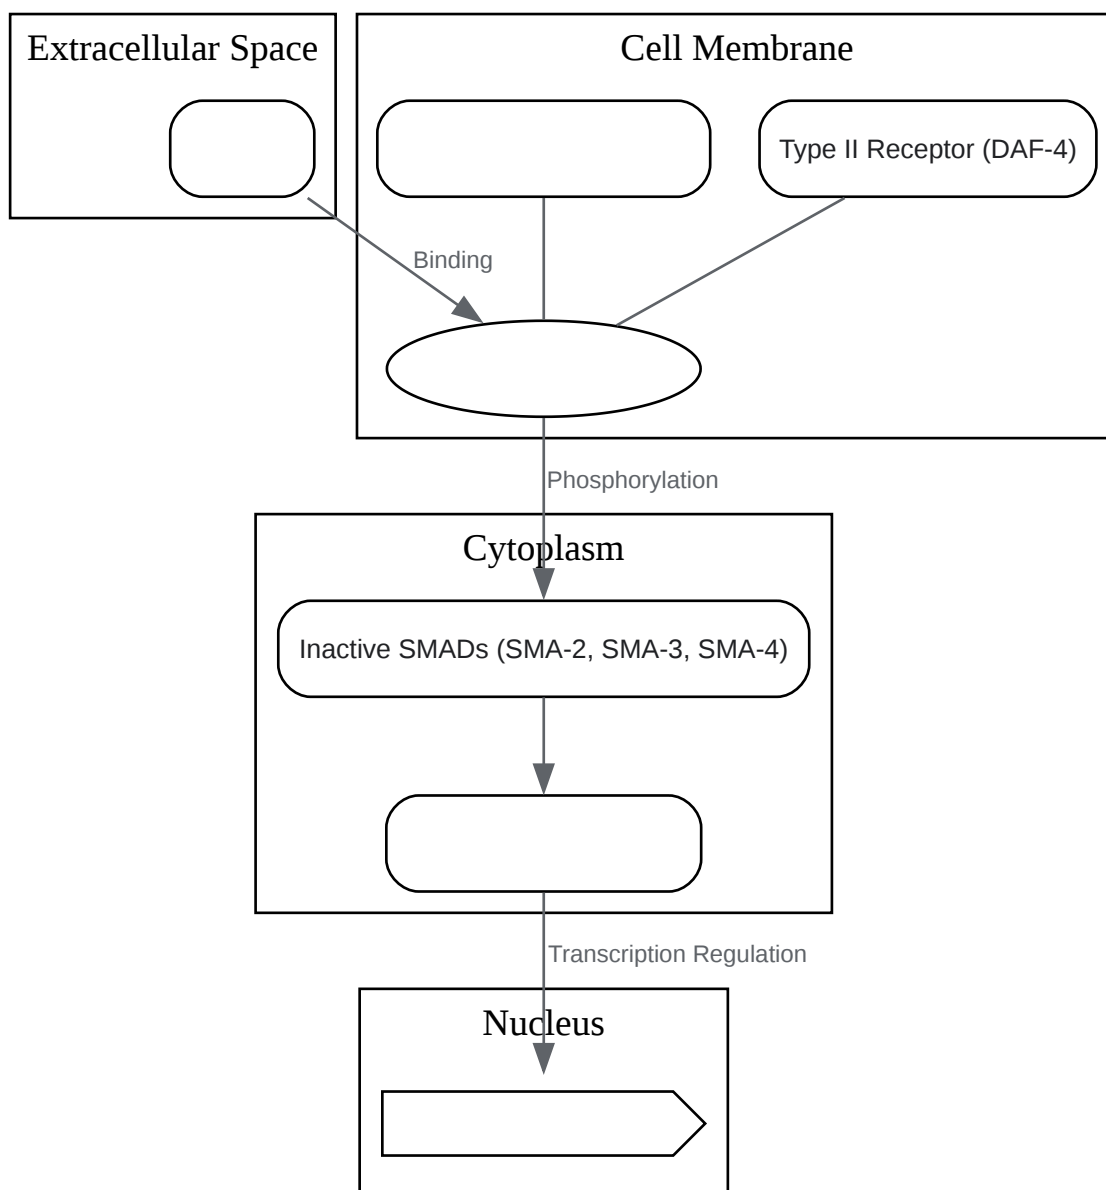 Extracellular Space
Cell Membrane
Type II Receptor (DAF-4)
Binding
Phosphorylation
Cytoplasm
Inactive SMADs (SMA-2, SMA-3, SMA-4)
Transcription Regulation
Nucleus